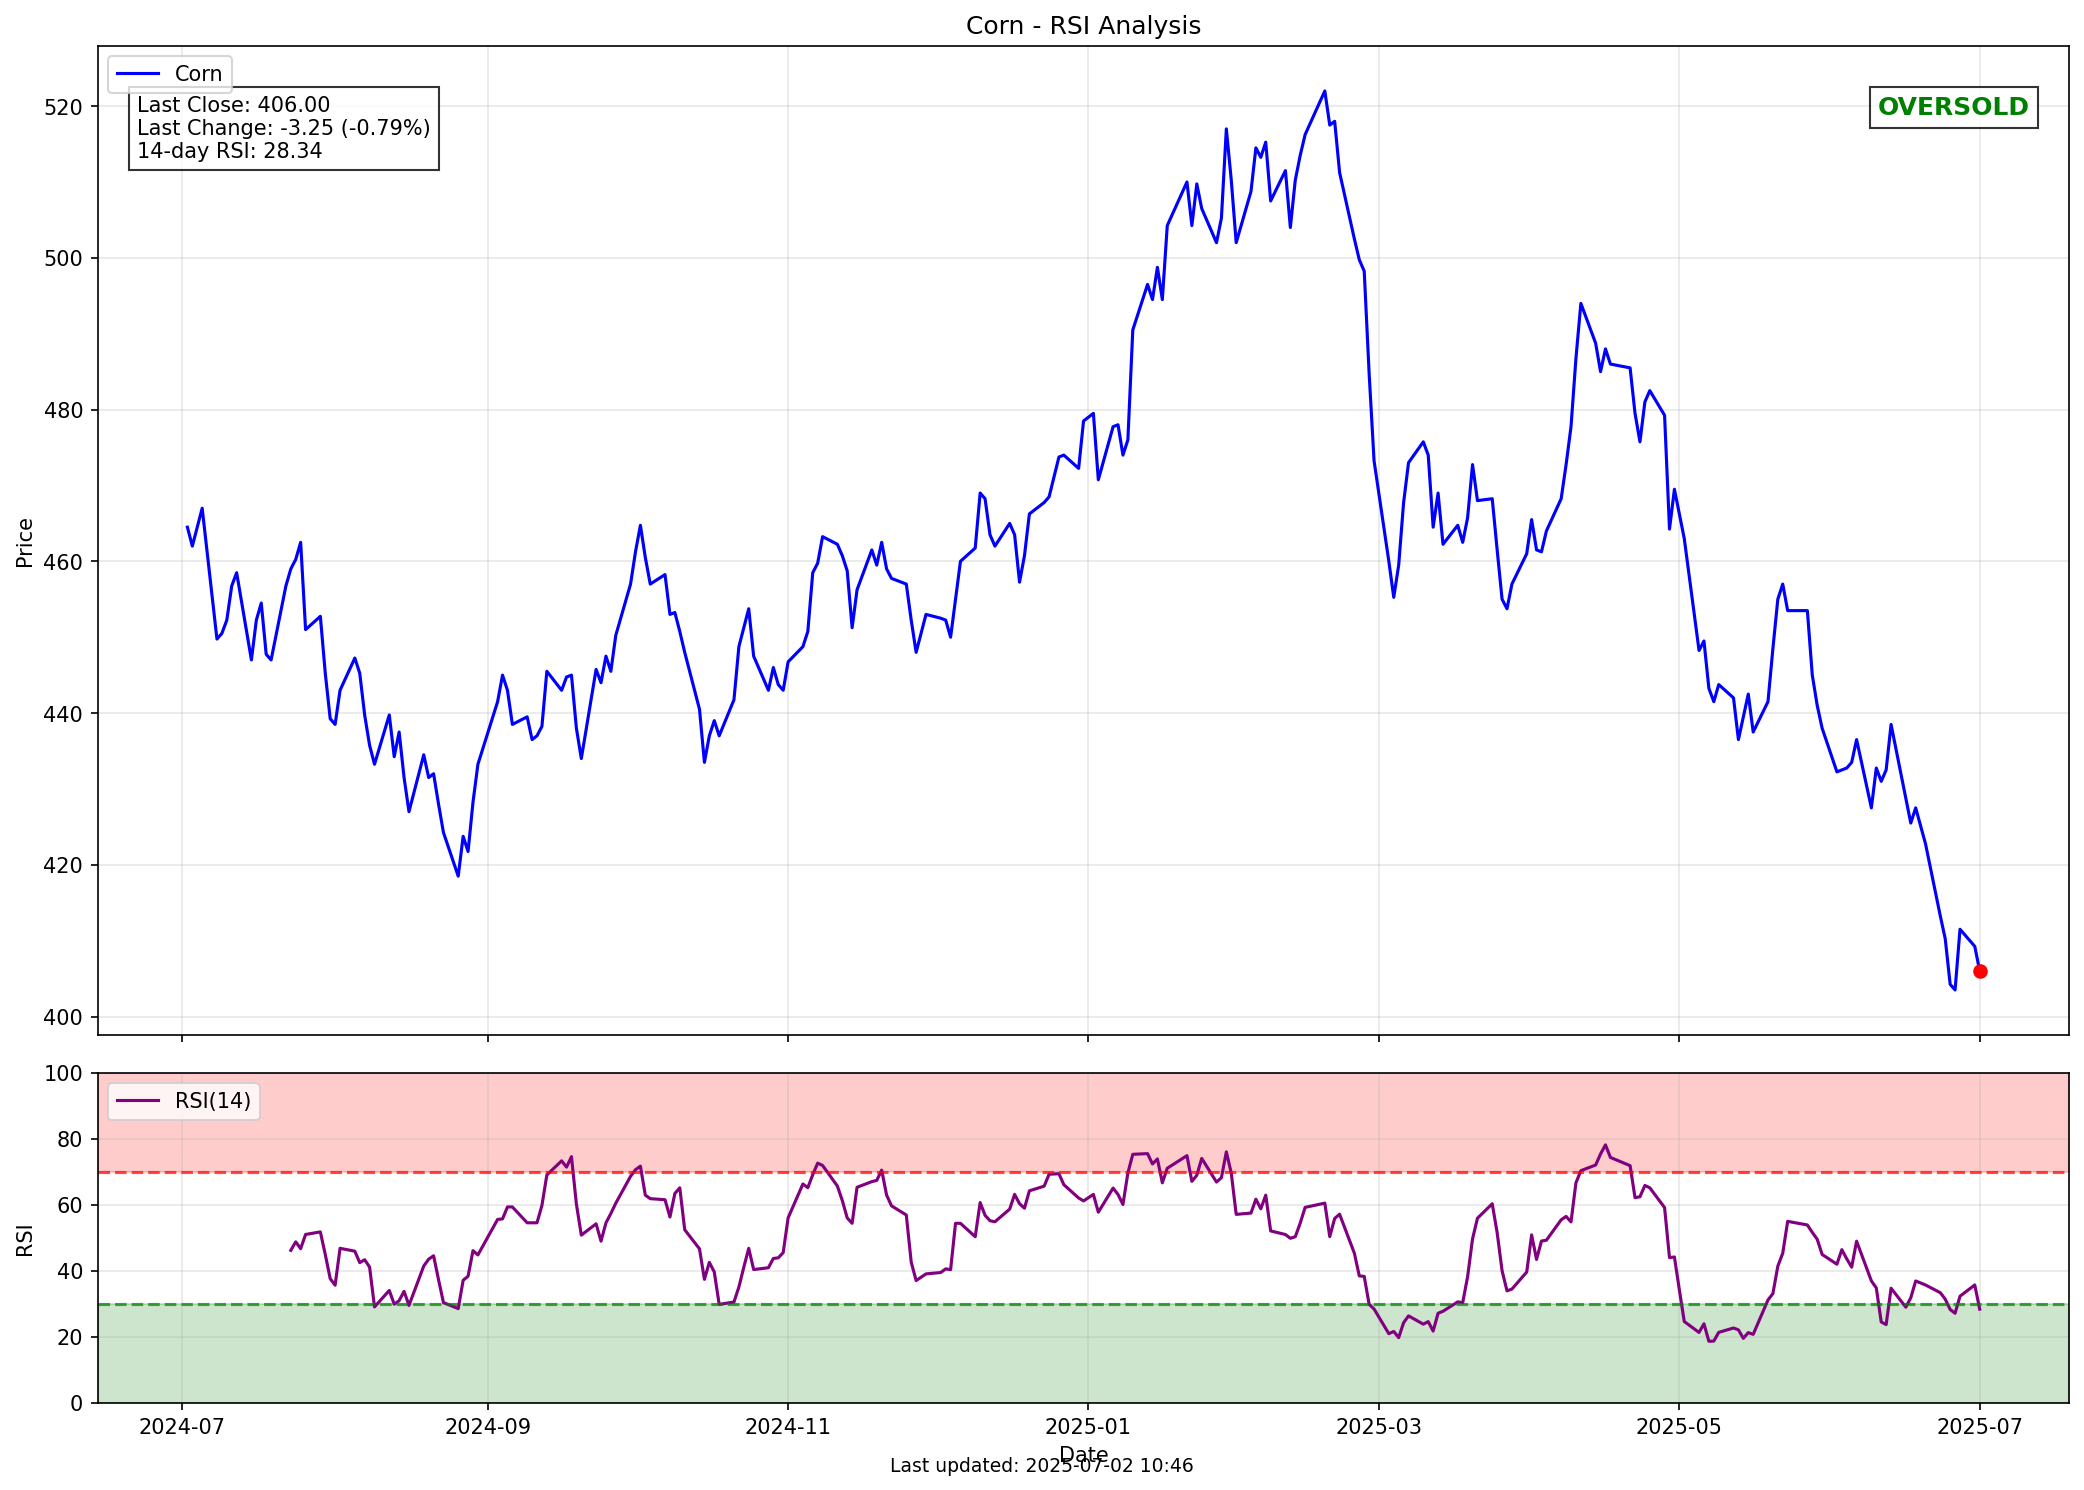 Corn - RSI Analysis
Corn
Last Close: 406.00
Last Change: -3.25 (-0.79%)
14-day RSI: 28.34
OVERSOLD
Price
520
500
480
460
440
420
400
RSI(14)
RSI
100
80
60
40
20
0
2024-07
2024-09
2024-11
2025-01
2025-03
2025-05
2025-07
Date
Last updated: 2025-07-02 10:46